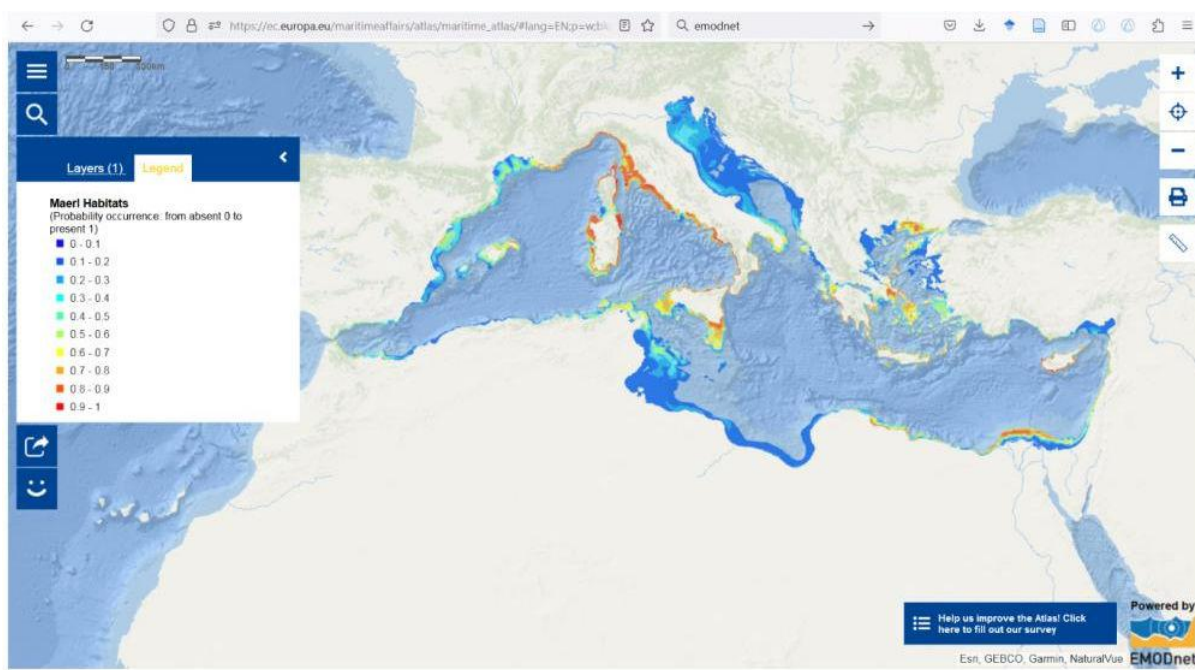 https://ec.europa.eu/maritimeaffairs/atlas/maritime_atlas/#lang=EN;p=w;bk
emodnet
0
Layers (1) Legend
Maerl Habitats
(Probability occurrence: from absent 0 to
present 1)
0 - 0.1
0.1 - 0.2
0.2 - 0.3
0.3 - 0.4
0.4 - 0.5
0.5 - 0.6
0.6 - 0.7
0.7 - 0.8
0.8 - 0.9
0.9 - 1
Help us improve the Atlas! Click
here to fill out our survey
Powered by
Esri, GEBCO, Garmin, NaturalVue
EMODnet